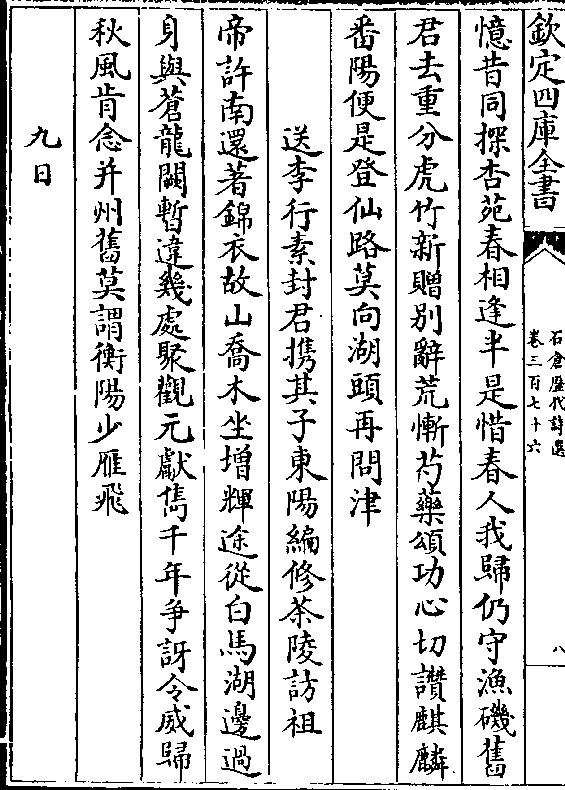 欽定四庫全書
石倉歷代詩選
卷三百七十六
八
憶昔同探杏苑春相逢半是惜春人我歸仍守漁磯舊
君去重分虎竹新贈別辭荒慚芍藥頌功心切讚麒麟
番陽便是登仙路莫向湖頭再問津
送李行素封君携其子東陽編修茶陵訪祖
帝許南還著錦衣故山喬木坐增輝途從白馬湖邊過
身與蒼龍闕暫違幾處聚觀元獻雋千年爭訝令威歸
秋風肯念并州舊莫謂衡陽少雁飛
九日